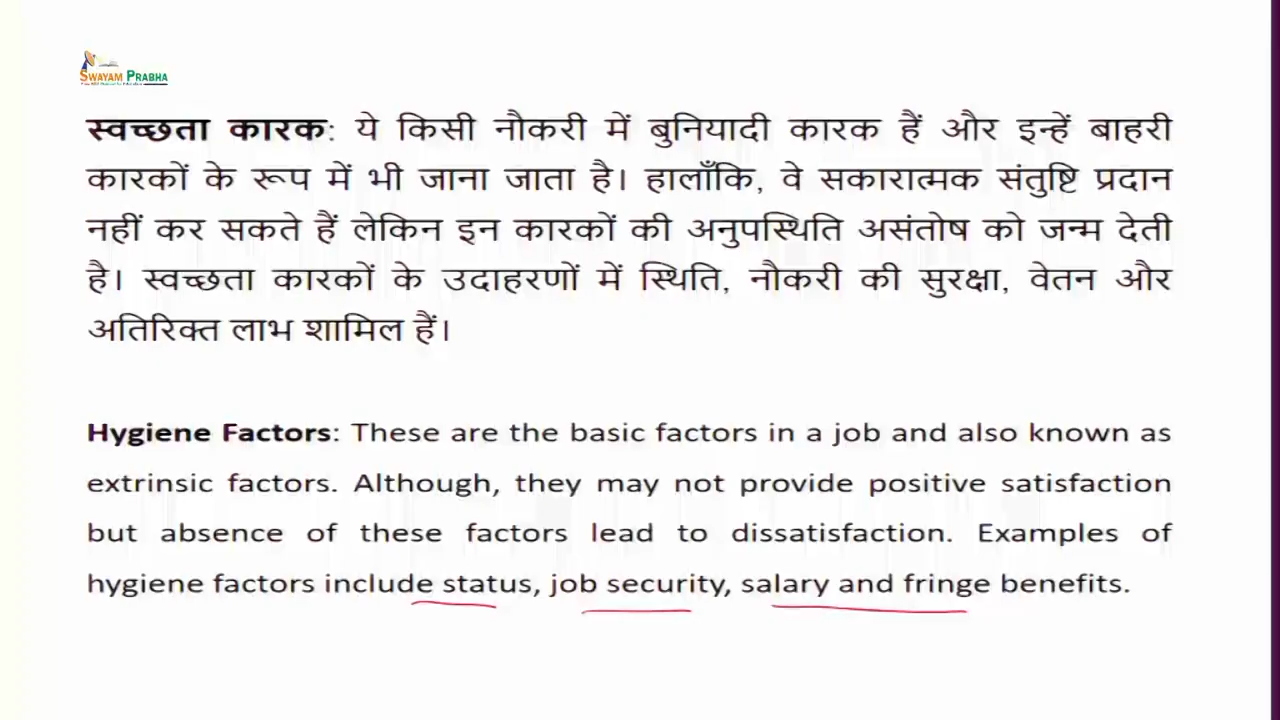 SWAYAM PRABHA
स्वच्छता कारक: ये किसी नौकरी में बुनियादी कारक हैं और इन्हें बाहरी
कारकों के रूप में भी जाना जाता है। हालाँकि, वे सकारात्मक संतुष्टि प्रदान
नहीं कर सकते हैं लेकिन इन कारकों की अनुपस्थिति असंतोष को जन्म देती
है। स्वच्छता कारकों के उदाहरणों में स्थिति, नौकरी की सुरक्षा, वेतन और
अतिरिक्त लाभ शामिल हैं।
Hygiene Factors: These are the basic factors in a job and also known as
extrinsic factors. Although, they may not provide positive satisfaction
but absence of these factors lead to dissatisfaction. Examples of
hygiene factors include status, job security, salary and fringe benefits.